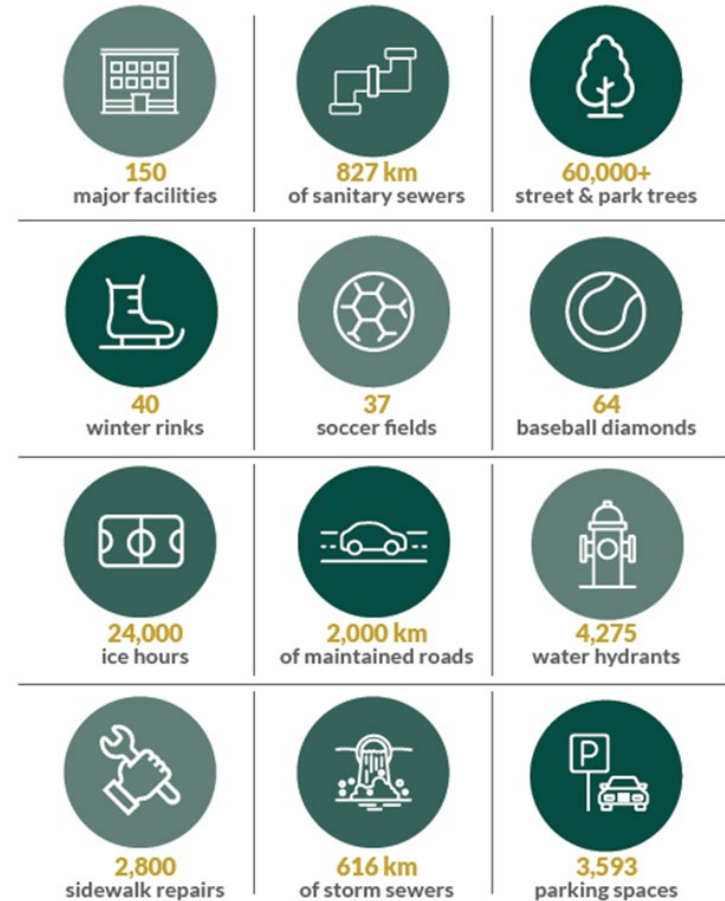 150
major facilities
827 km
of sanitary sewers
60,000+
street & park trees
40
winter rinks
37
soccer fields
64
baseball diamonds
24,000
ice hours
2,000 km
of maintained roads
4,275
water hydrants
2,800
sidewalk repairs
616 km
of storm sewers
P
3,593
parking spaces